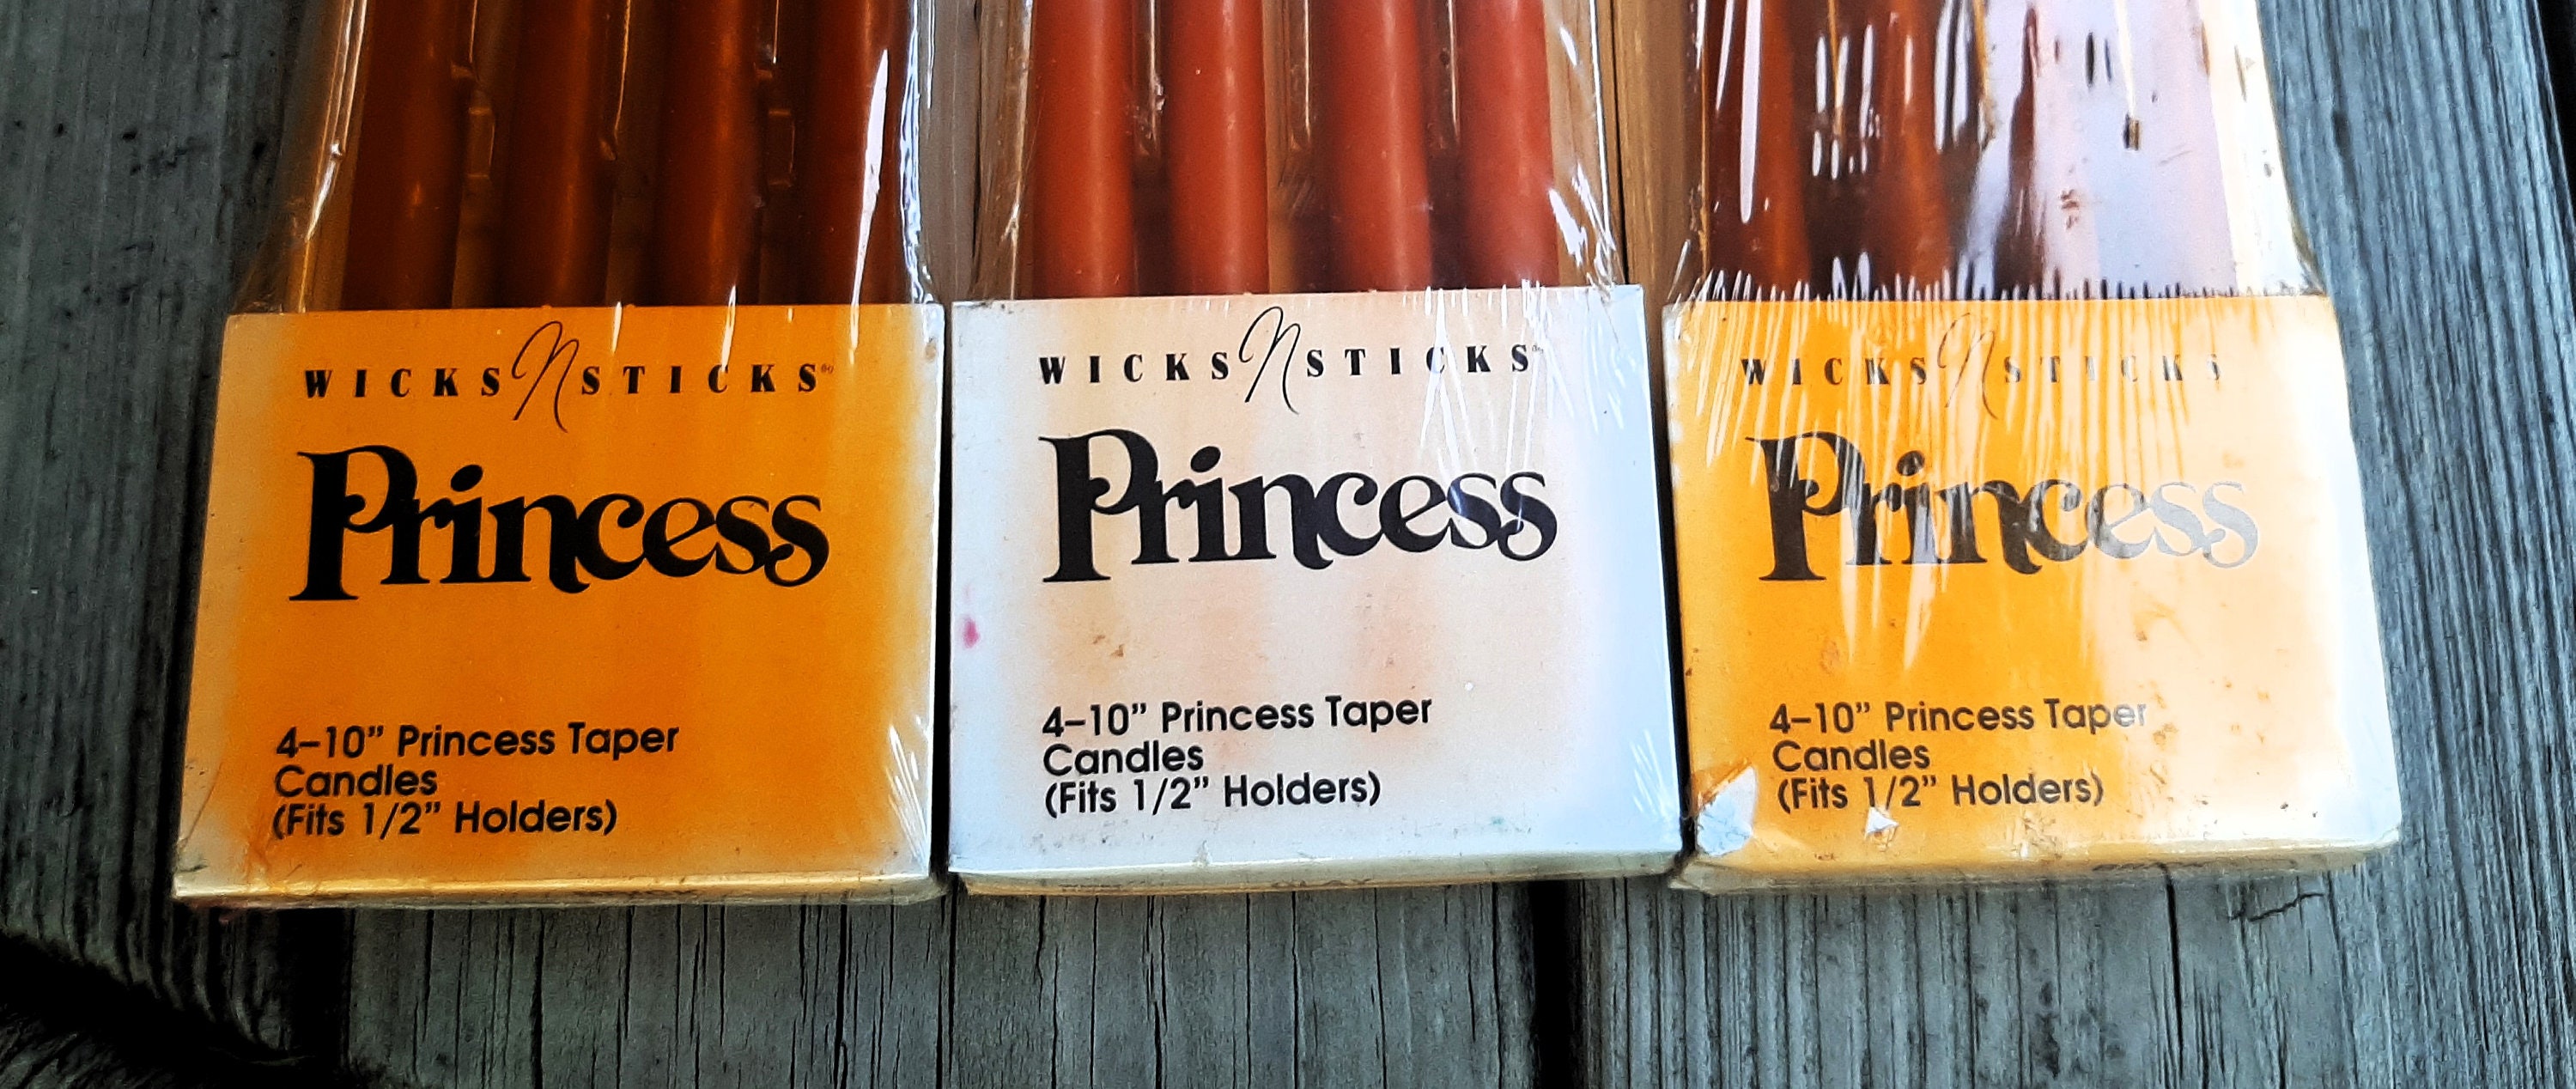 WICKS N STICKS®
Princess
4–10” Princess Taper
Candles
(Fits 1/2” Holders)
WICKS N STICKS®
Princess
4–10” Princess Taper
Candles
(Fits 1/2” Holders)
WICKS N STICKS
Princess
4–10” Princess Taper
Candles
(Fits 1/2” Holders)